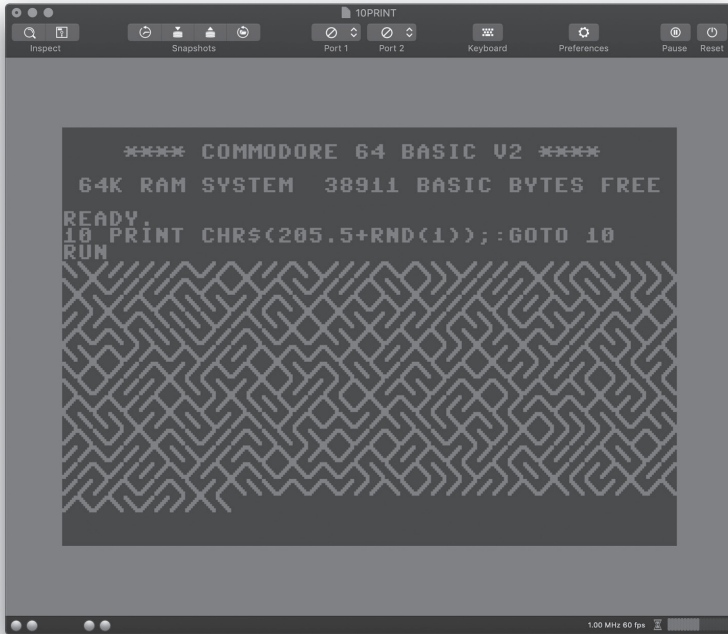 10PRINT
Inspect Snapshots Port 1 Port 2 Keyboard Preferences Pause Reset
**** COMMODORE 64 BASIC V2 ****
64K RAM SYSTEM 38911 BASIC BYTES FREE
READY.
10 PRINT CHR$(205.5+RND(1));:GOTO 10
RUN
1.00 MHz 60 fps